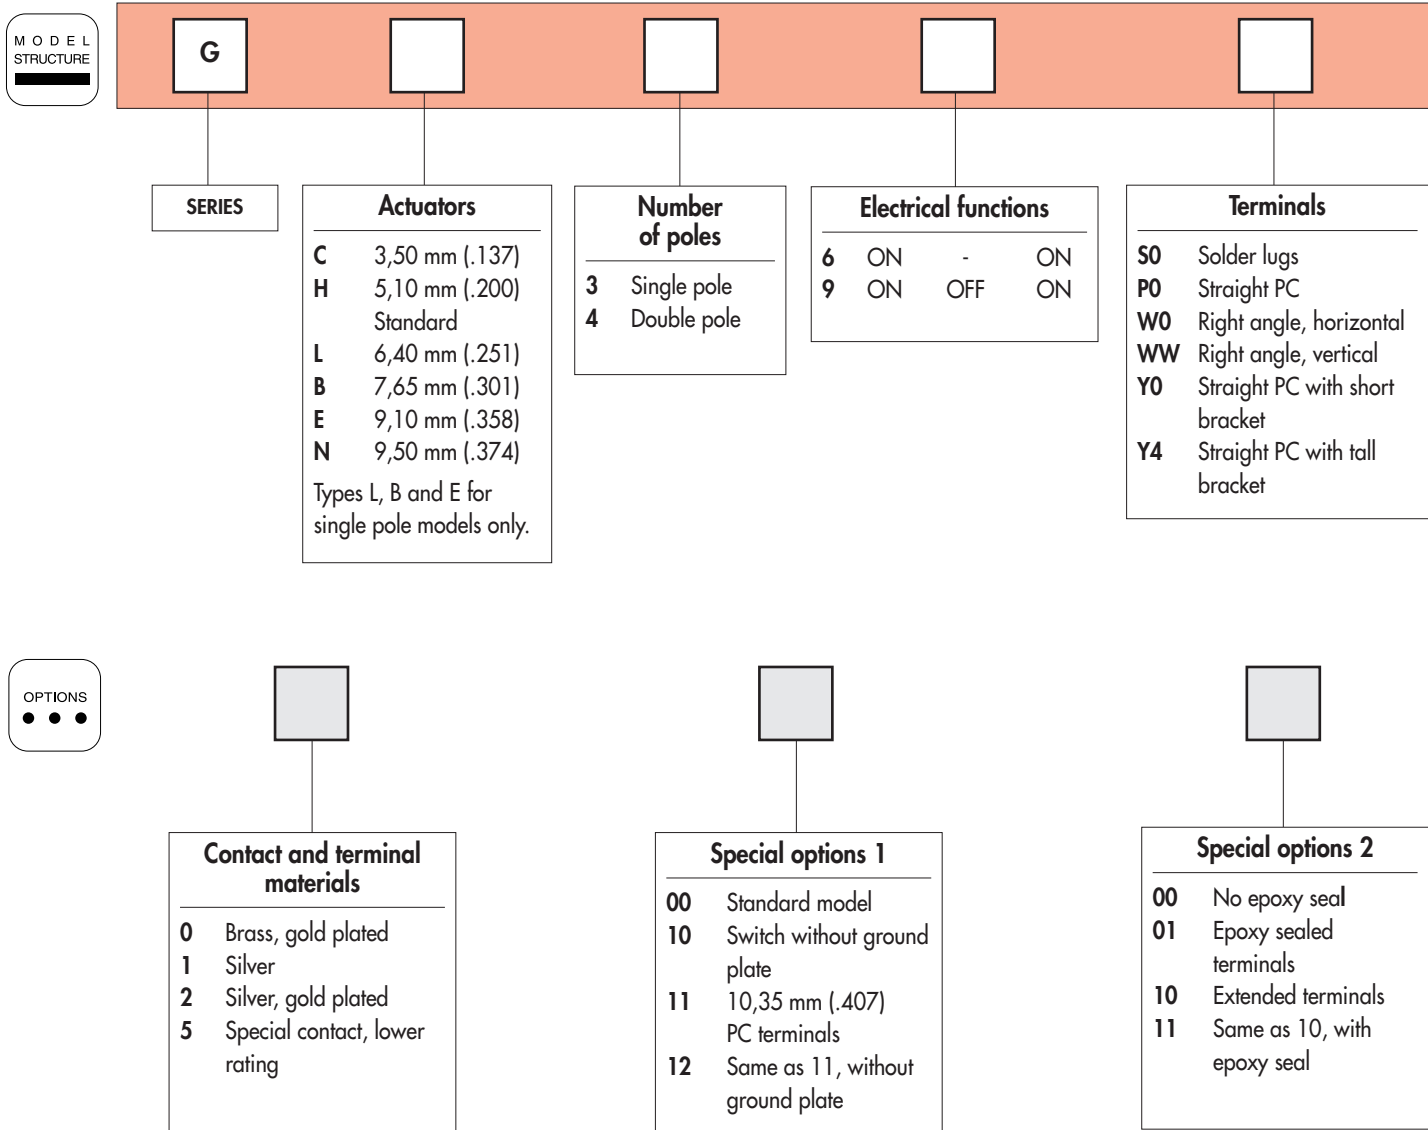 MODEL
STRUCTURE
G
SERIES
Actuators
C 3,50 mm (.137)
H 5,10 mm (.200)
Standard
L 6,40 mm (.251)
B 7,65 mm (.301)
E 9,10 mm (.358)
N 9,50 mm (.374)
Types L, B and E for
single pole models only.
Number
of poles
3 Single pole
4 Double pole
Electrical functions
6 ON - ON
9 ON OFF ON
Terminals
S0 Solder lugs
P0 Straight PC
W0 Right angle, horizontal
WW Right angle, vertical
Y0 Straight PC with short
bracket
Y4 Straight PC with tall
bracket
OPTIONS
Contact and terminal
materials
0 Brass, gold plated
1 Silver
2 Silver, gold plated
5 Special contact, lower
rating
Special options 1
00 Standard model
10 Switch without ground
plate
11 10,35 mm (.407)
PC terminals
12 Same as 11, without
ground plate
Special options 2
00 No epoxy seal
01 Epoxy sealed
terminals
10 Extended terminals
11 Same as 10, with
epoxy seal